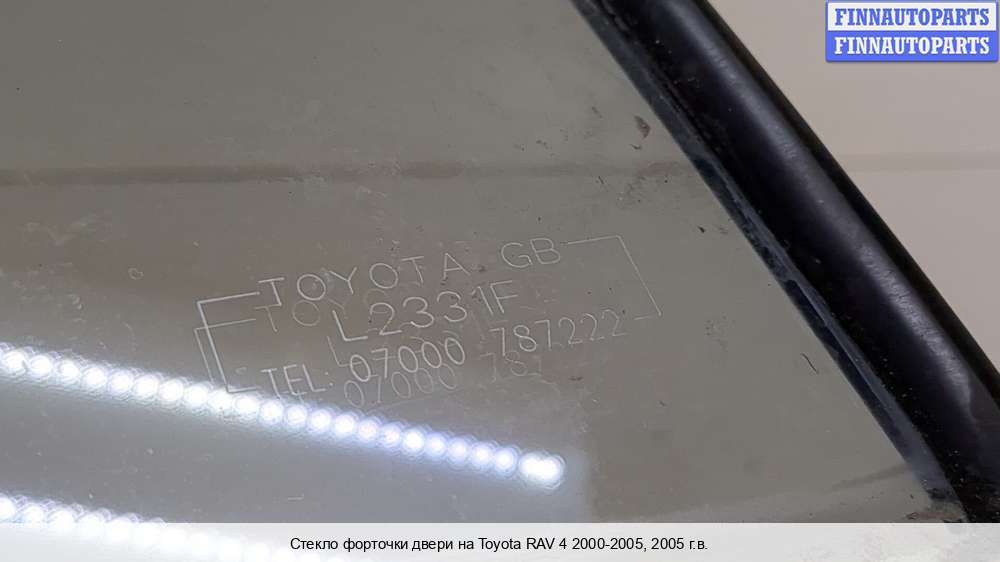 FINNAUTOPARTS
FINNAUTOPARTS
TOYOTA GB
L2331F
TEL: 07000 787222
Стекло форточки двери на Toyota RAV 4 2000-2005, 2005 г.в.